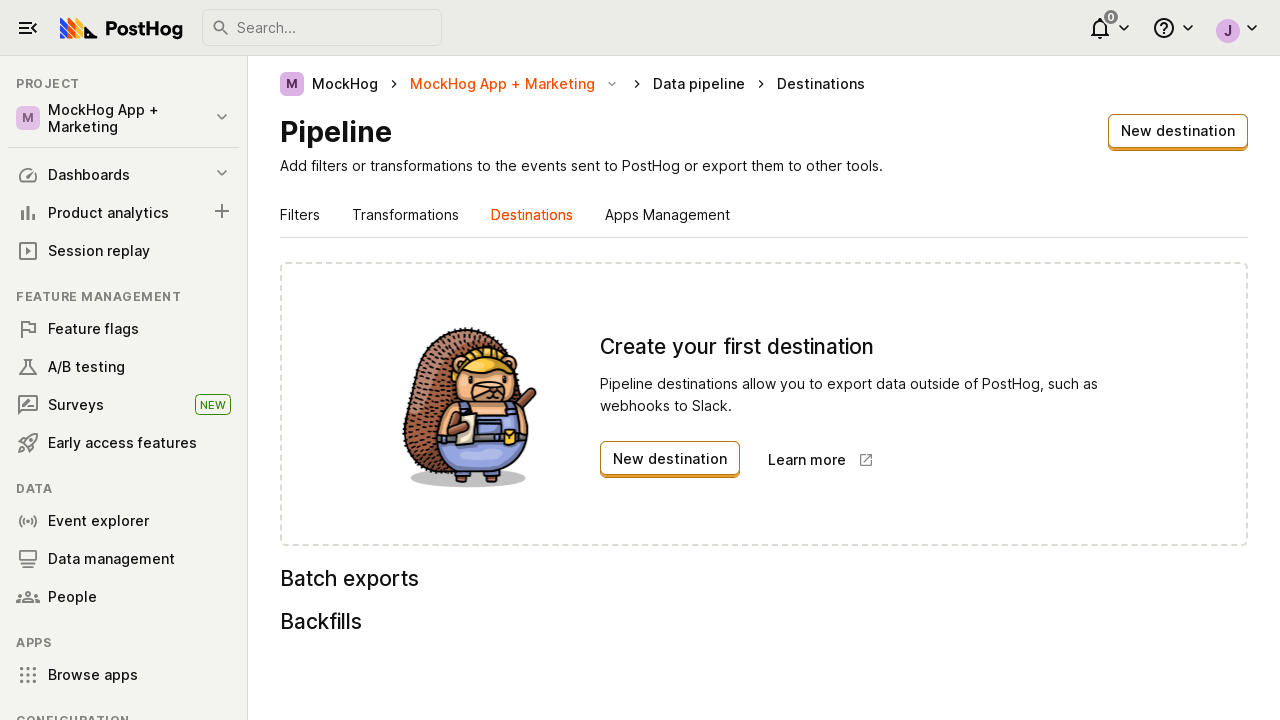 PostHog
Search...
0
J
PROJECT
M
MockHog App +
Marketing
Dashboards
Product analytics
Session replay
FEATURE MANAGEMENT
Feature flags
A/B testing
Surveys
NEW
Early access features
DATA
Event explorer
Data management
People
APPS
Browse apps
CONFIGURATION
M MockHog MockHog App + Marketing Data pipeline Destinations
Pipeline
New destination
Add filters or transformations to the events sent to PostHog or export them to other tools.
Filters Transformations Destinations Apps Management
Create your first destination
Pipeline destinations allow you to export data outside of PostHog, such as
webhooks to Slack.
New destination Learn more
Batch exports
Backfills